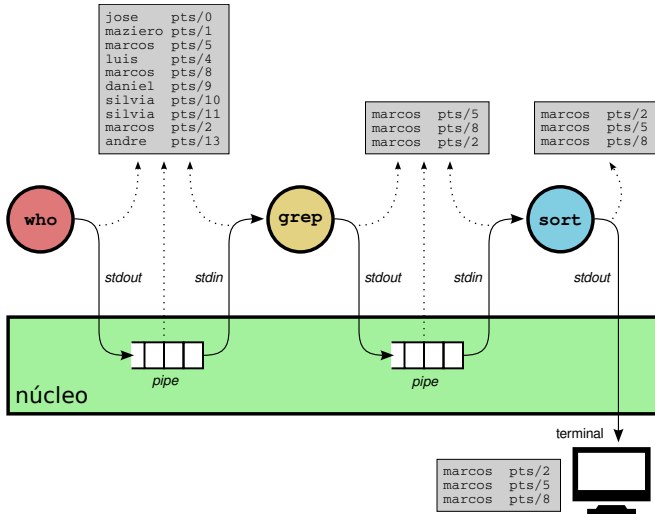 jose    pts/0
maziero pts/1
marcos  pts/5
luis    pts/4
marcos  pts/8
daniel  pts/9
silvia  pts/10
silvia  pts/11
marcos  pts/2
andre   pts/13
marcos  pts/5
marcos  pts/8
marcos  pts/2
marcos  pts/2
marcos  pts/5
marcos  pts/8
who
grep
sort
stdout
stdin
stdout
stdin
stdout
pipe
pipe
núcleo
terminal
marcos  pts/2
marcos  pts/5
marcos  pts/8